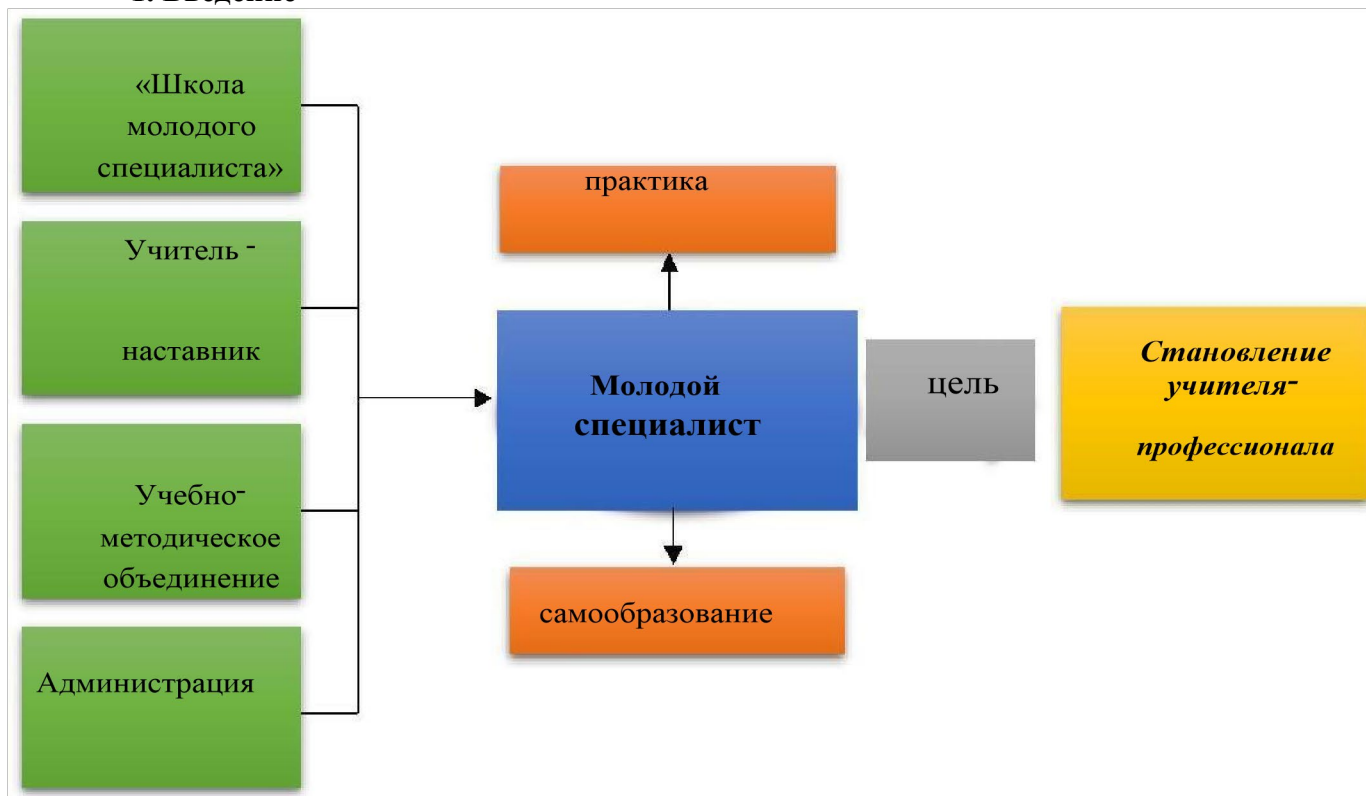 «Школа
молодого
специалиста»
Учитель -
наставник
Учебно-
методическое
объединение
Администрация
практика
Молодой
специалист
самообразование
цель
Становление
учителя-
профессионала